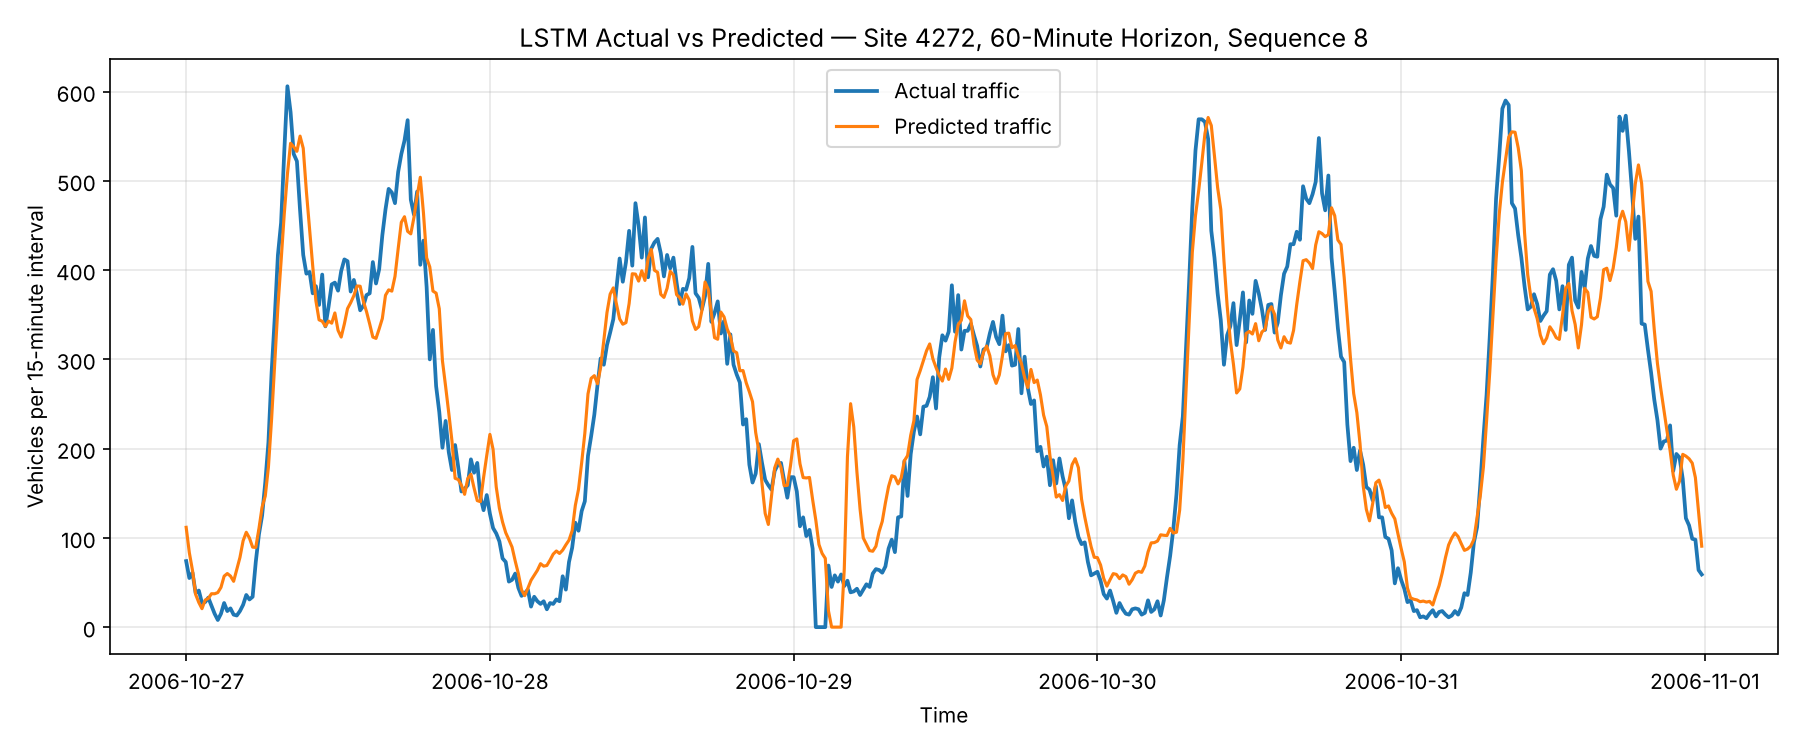 LSTM Actual vs Predicted — Site 4272, 60-Minute Horizon, Sequence 8
Actual traffic
Predicted traffic
Vehicles per 15-minute interval
600
500
400
300
200
100
0
2006-10-27
2006-10-28
2006-10-29
2006-10-30
2006-10-31
2006-11-01
Time